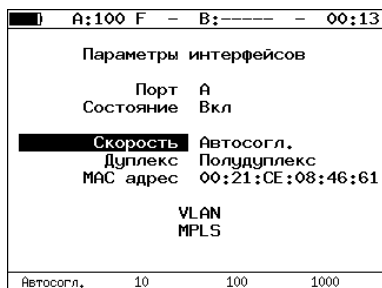 A:100 F – B:----- – 00:13
Параметры интерфейсов
Порт A
Состояние Вкл
Скорость Автосогл.
Дуплекс Полудуплекс
MAC адрес 00:21:CE:08:46:61
VLAN
MPLS
Автосогл. 10 100 1000